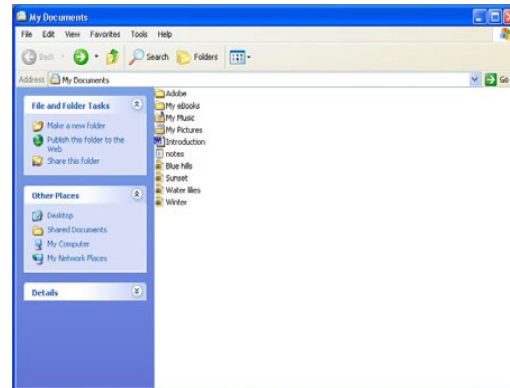 My Documents
File Edit View Favorites Tools Help
Back Search Folders
Address My Documents Go
File and Folder Tasks
Make a new folder
Publish this folder to the
Web
Share this folder
Other Places
Desktop
Shared Documents
My Computer
My Network Places
Details
Adobe
My eBooks
My Music
My Pictures
Introduction
notes
Blue hills
Sunset
Water lilies
Winter